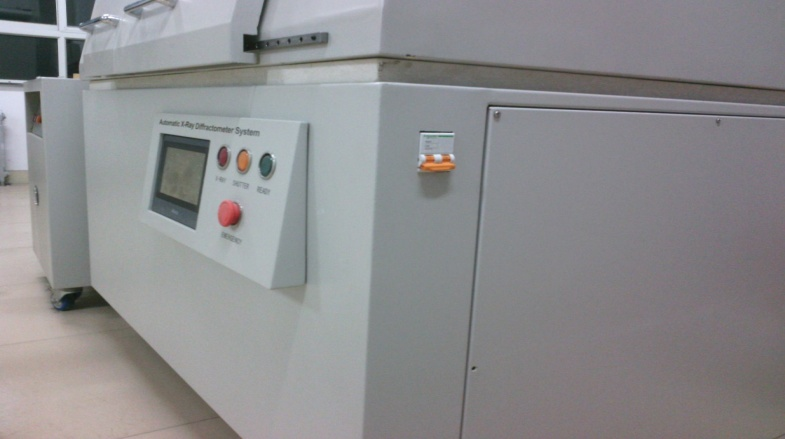 Automatic X-Ray Diffractometer System
X-RAY
SHUTTER
READY
EMERGENCY